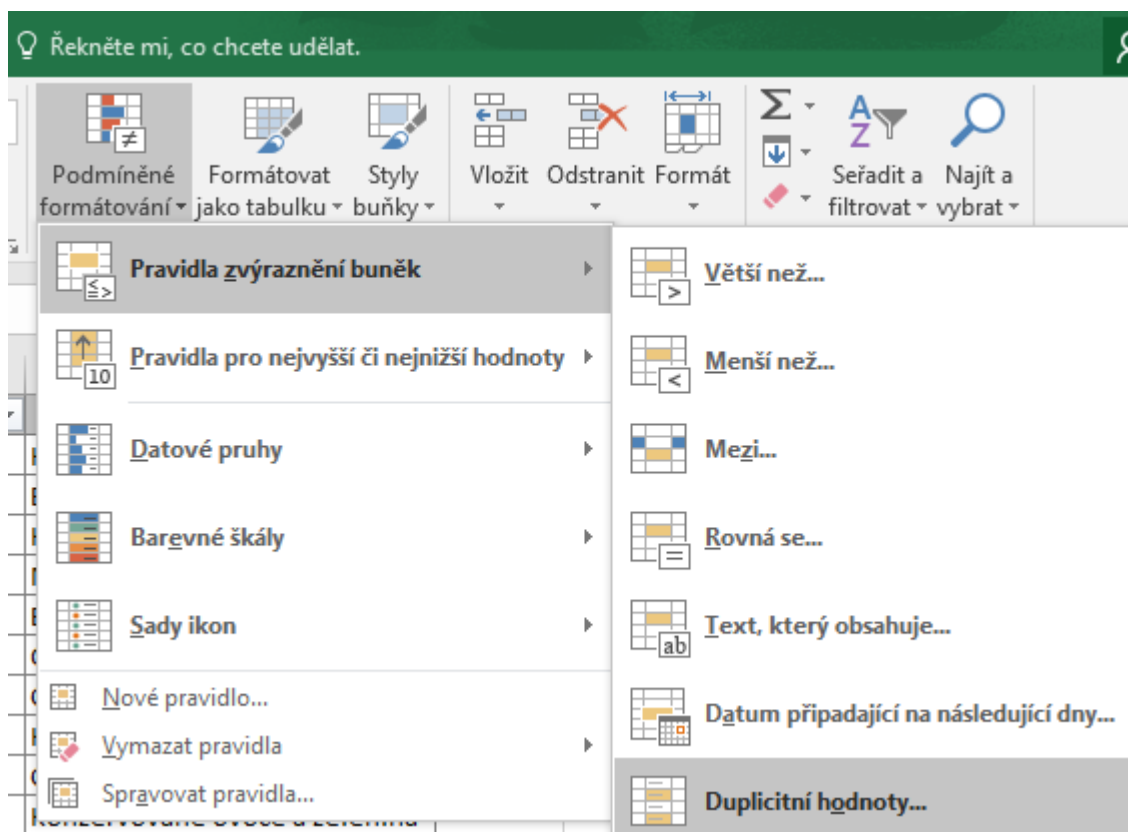 Řekněte mi, co chcete udělat.
Podmíněné
formátování
Formátovat
jako tabulku
Styly
buňky
Vložit
Odstranit
Formát
Seřadit a
filtrovat
Najít a
vybrat
Pravidla zvýraznění buněk
Pravidla pro nejvyšší či nejnižší hodnoty
Datové pruhy
Barevné škály
Sady ikon
Nové pravidlo...
Vymazat pravidla
Spravovat pravidla...
Větší než...
Menší než...
Mezi...
Rovná se...
Text, který obsahuje...
Datum připadající na následující dny...
Duplicitní hodnoty...
Konzervované ovoce a zelenina